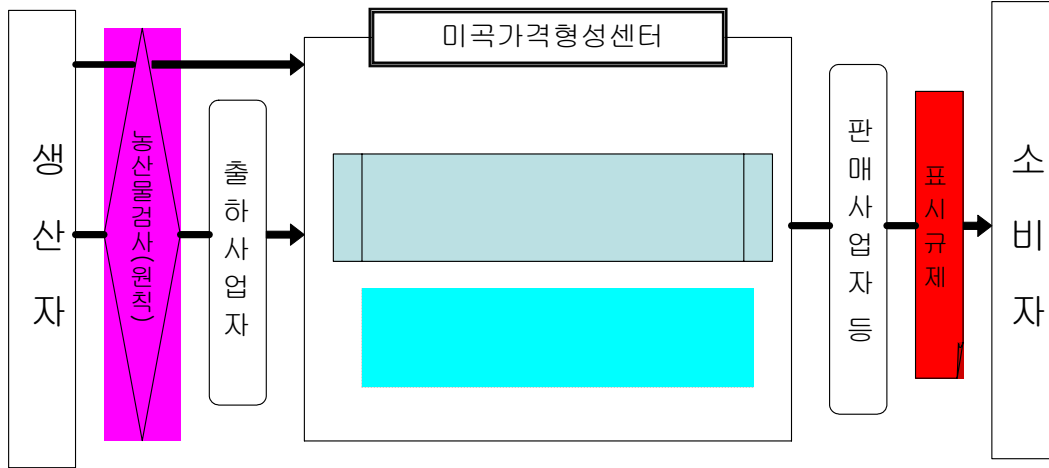 생산자
농산물검사(원칙)
출하사업자
미곡가격형성센터
판매사업자 등
표시규제
소비자